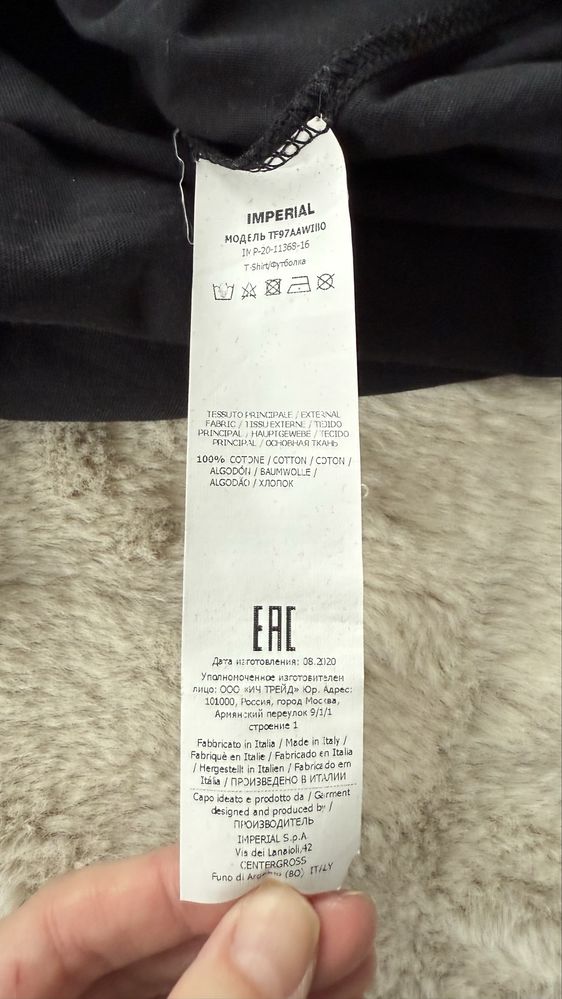 IMPERIAL
МОДЕЛЬ TF97AAWIII0
IMP-20-11368-16
T-Shirt/Футболка
TESSUTO PRINCIPALE / EXTERNAL
FABRIC / TISSU EXTERNE / TEJIDO
PRINCIPAL / HAUPTGEWEBE / TECIDO
PRINCIPAL / ОСНОВНАЯ ТКАНЬ
100% COTONE / COTTON / COTON /
ALGODÓN / BAUMWOLLE /
ALGODÃO / ХЛОПОК
EAC
Дата изготовления: 08.2020
Уполномоченное изготовителем
лицо: ООО «ИЧ ТРЕЙД» Юр. Адрес:
101000, Россия, город Москва,
Армянский переулок 9/1/1
строение 1
Fabbricato in Italia / Made in Italy /
Fabriqué en Italie / Fabricado en Italia
/ Hergestellt in Italien / Fabricado em
Itália / ПРОИЗВЕДЕНО В ИТАЛИИ
Capo ideato e prodotto da / Garment
designed and produced by /
ПРОИЗВОДИТЕЛЬ
IMPERIAL S.p.A.
Via dei Lanaioli,42
CENTERGROSS
Funo di (BO) ITALY